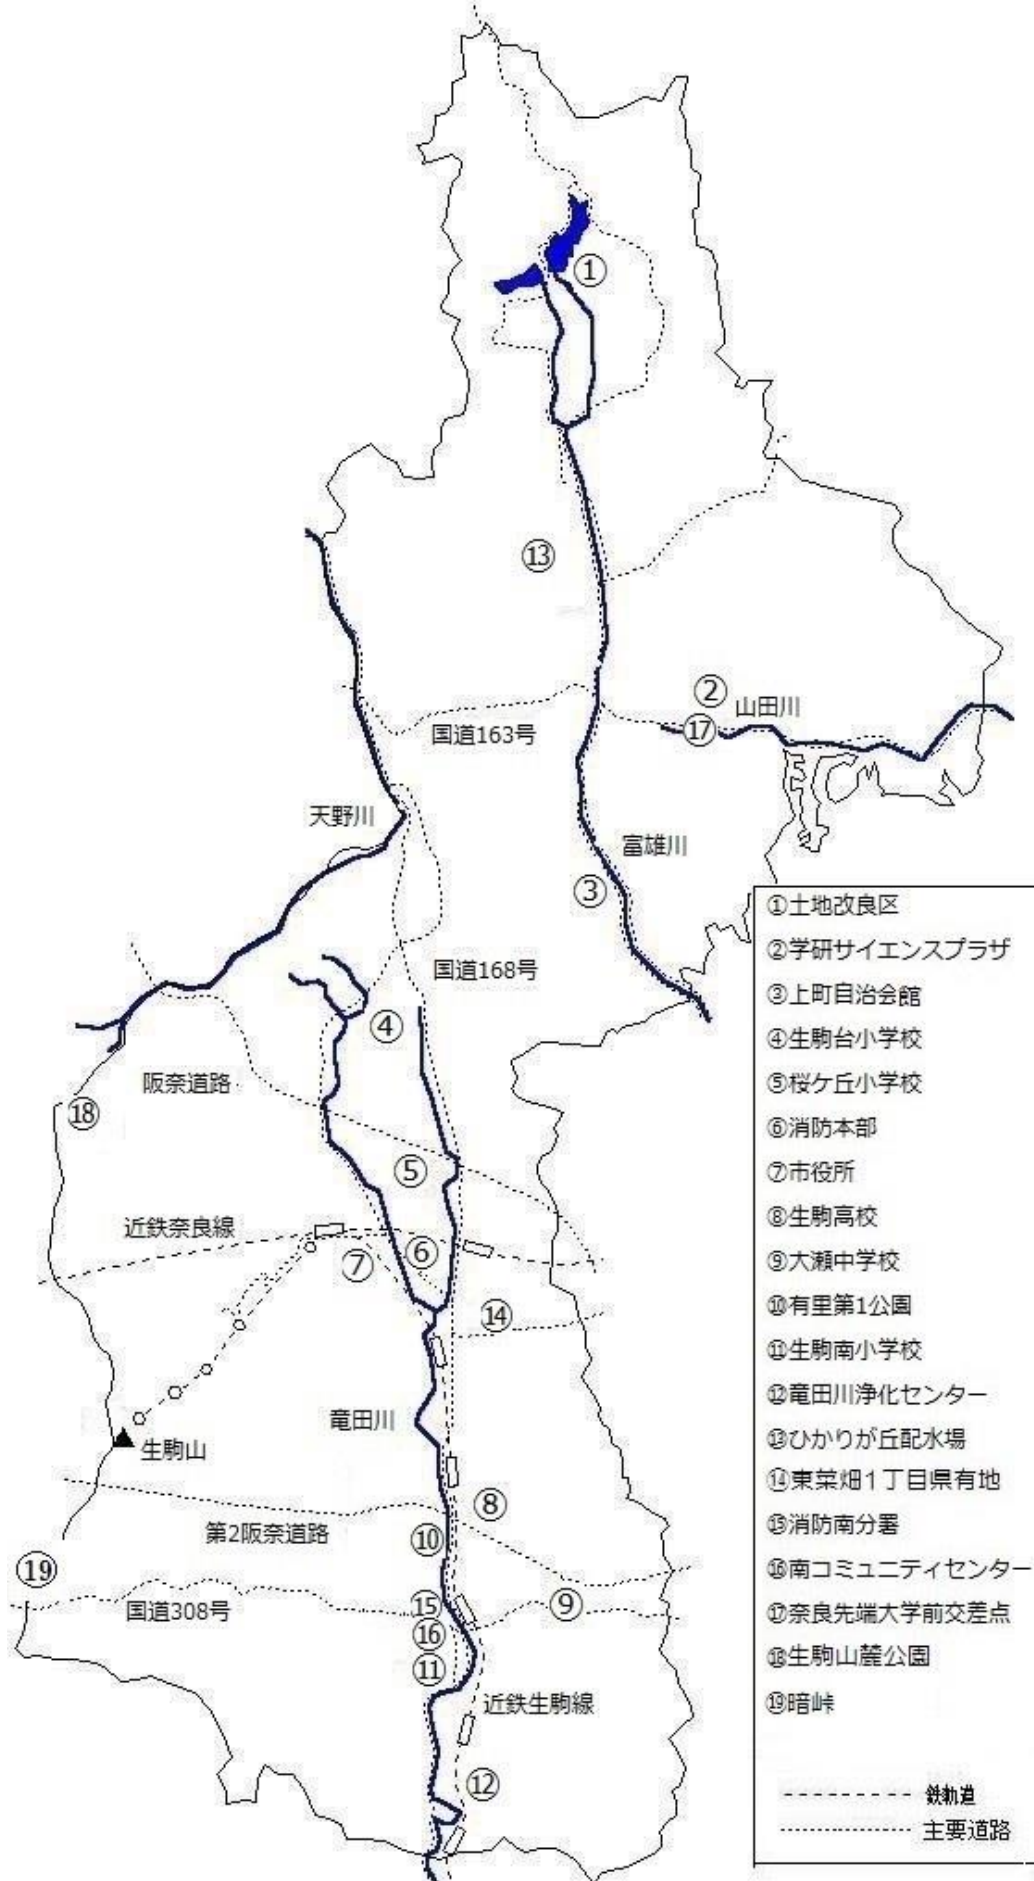 ①
⑬
②
山田川
⑰
国道163号
天野川
富雄川
③
国道168号
④
阪奈道路
⑱
⑤
近鉄奈良線
⑥
⑦
⑭
竜田川
生駒山
⑧
第2阪奈道路
⑩
⑲
⑮
⑨
国道308号
⑯
⑪
近鉄生駒線
⑫
①土地改良区
②学研サイエンスプラザ
③上町自治会館
④生駒台小学校
⑤桜ケ丘小学校
⑥消防本部
⑦市役所
⑧生駒高校
⑨大瀬中学校
⑩有里第1公園
⑪生駒南小学校
⑫竜田川浄化センター
⑬ひかりが丘配水場
⑭東菜畑1丁目県有地
⑮消防南分署
⑯南コミュニティセンター
⑰奈良先端大学前交差点
⑱生駒山麓公園
⑲暗峠
鉄軌道
主要道路